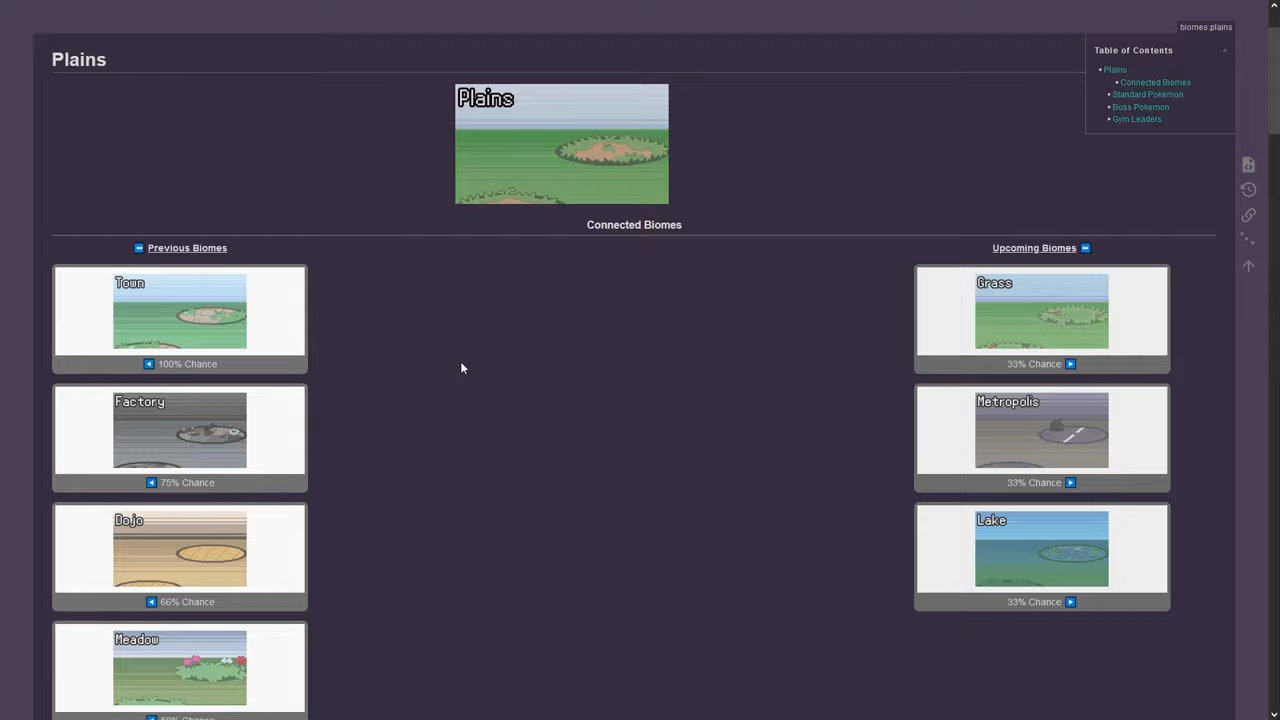 biomes:plains
Plains
Table of Contents
Plains
Connected Biomes
Standard Pokemon
Boss Pokemon
Gym Leaders
Plains
Connected Biomes
Previous Biomes
Upcoming Biomes
Town
100% Chance
Grass
33% Chance
Factory
75% Chance
Metropolis
33% Chance
Dojo
66% Chance
Lake
33% Chance
Meadow